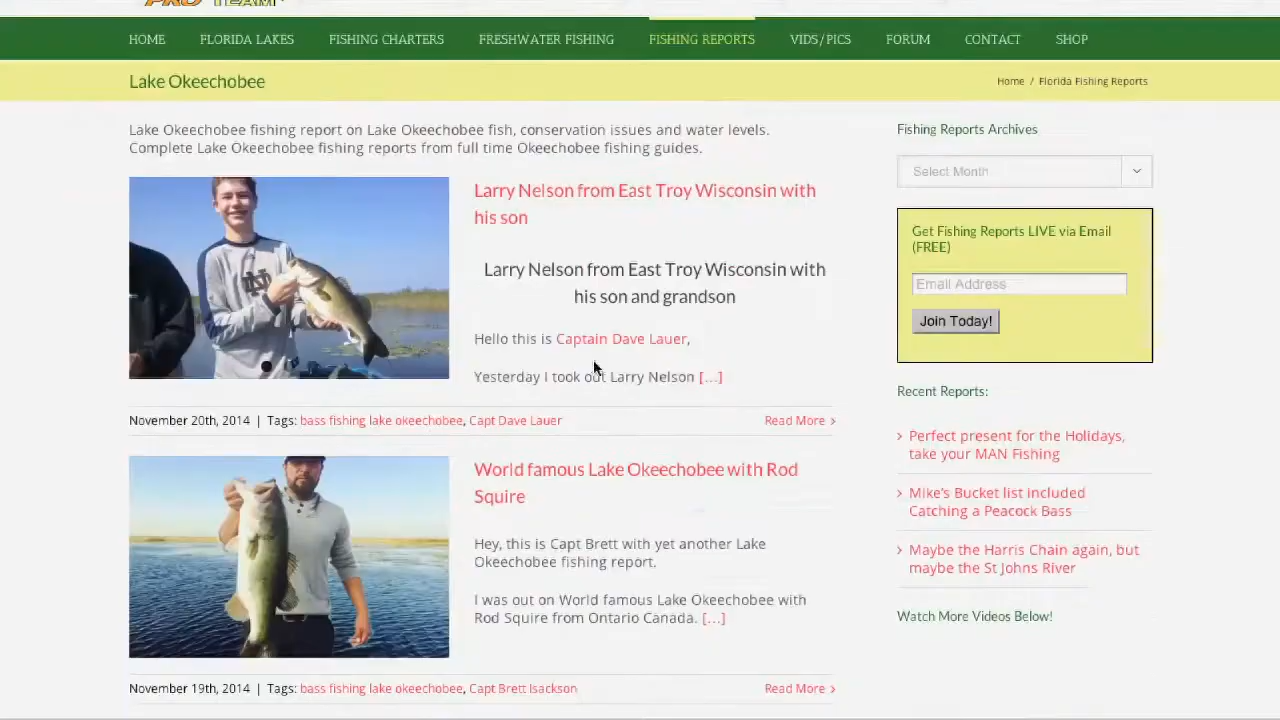 PRO TEAM
HOME FLORIDA LAKES FISHING CHARTERS FRESHWATER FISHING FISHING REPORTS VIDS/PICS FORUM CONTACT SHOP
Lake Okeechobee
Home / Florida Fishing Reports
Lake Okeechobee fishing report on Lake Okeechobee fish, conservation issues and water levels.
Complete Lake Okeechobee fishing reports from full time Okeechobee fishing guides.
Larry Nelson from East Troy Wisconsin with
his son
Larry Nelson from East Troy Wisconsin with
his son and grandson
Hello this is Captain Dave Lauer,
Yesterday I took out Larry Nelson [...]
November 20th, 2014 | Tags: bass fishing lake okeechobee, Capt Dave Lauer
Read More >
World famous Lake Okeechobee with Rod
Squire
Hey, this is Capt Brett with yet another Lake
Okeechobee fishing report.
I was out on World famous Lake Okeechobee with
Rod Squire from Ontario Canada. [...]
November 19th, 2014 | Tags: bass fishing lake okeechobee, Capt Brett Isackson
Read More >
Fishing Reports Archives
Select Month
Get Fishing Reports LIVE via Email
(FREE)
Email Address
Join Today!
Recent Reports:
> Perfect present for the Holidays,
take your MAN Fishing
> Mike's Bucket list Included
Catching a Peacock Bass
> Maybe the Harris Chain again, but
maybe the St Johns River
Watch More Videos Below!